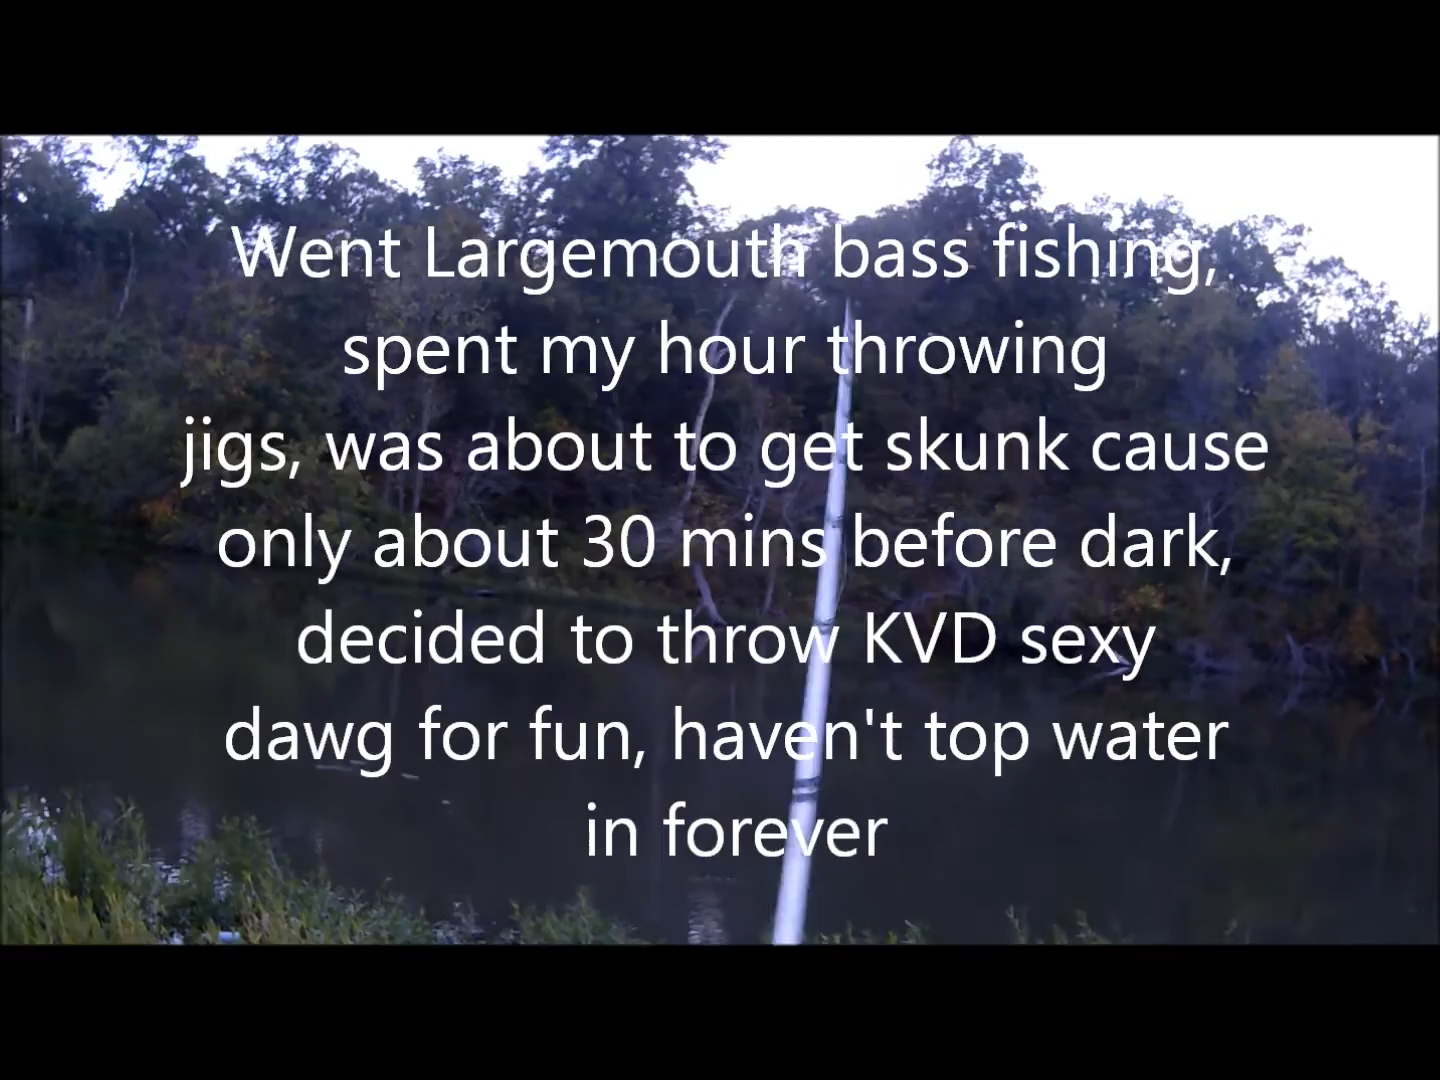 Went Largemouth bass fishing,
spent my hour throwing
jigs, was about to get skunk cause
only about 30 mins before dark,
decided to throw KVD sexy
dawg for fun, haven't top water
in forever